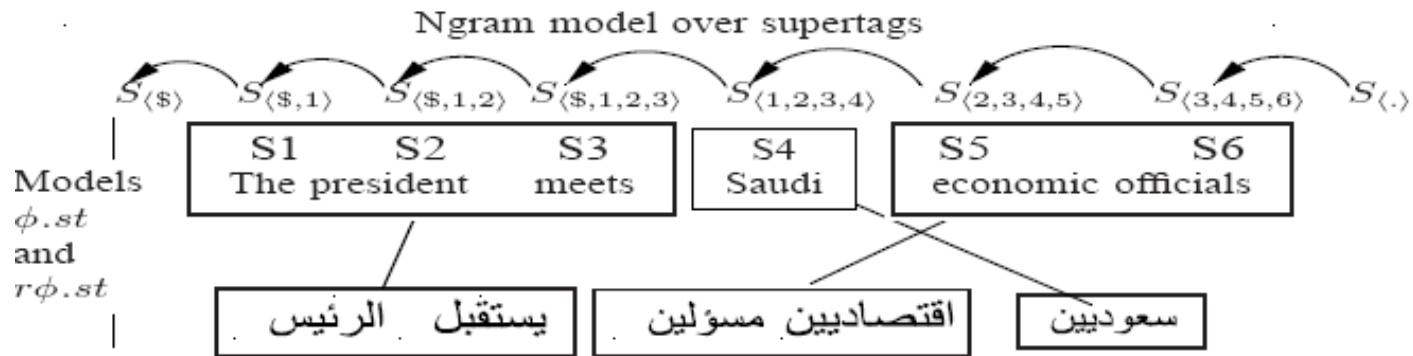 Ngram model over supertags
S⟨$⟩ S⟨$,1⟩ S⟨$,1,2⟩ S⟨$,1,2,3⟩ S⟨1,2,3,4⟩ S⟨2,3,4,5⟩ S⟨3,4,5,6⟩ S⟨.⟩
S1 S2 S3 S4 S5 S6
The president meets Saudi economic officials
Models
ϕ.st
and
rϕ.st
يستقبل الرئيس
اقتصاديين مسؤلين
سعوديين